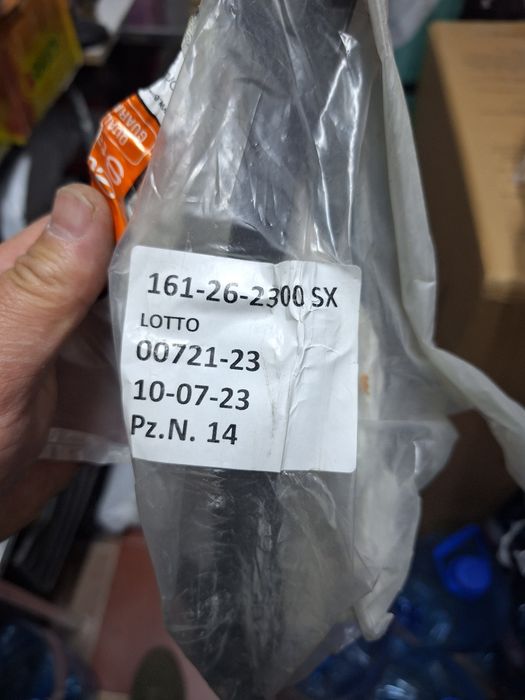 161-26-2300 SX
LOTTO
00721-23
10-07-23
Pz.N. 14